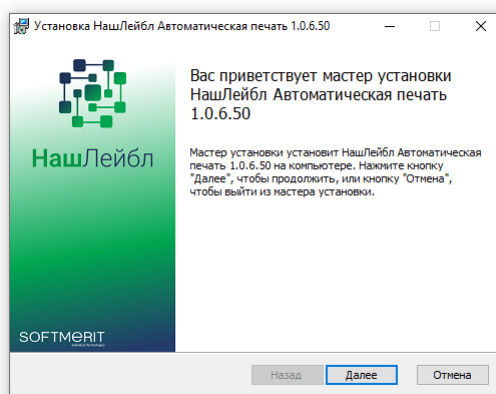 Установка НашЛейбл Автоматическая печать 1.0.6.50
НашЛейбл
Вас приветствует мастер установки
НашЛейбл Автоматическая печать
1.0.6.50
Мастер установки установит НашЛейбл Автоматическая
печать 1.0.6.50 на компьютере. Нажмите кнопку
"Далее", чтобы продолжить, или кнопку "Отмена",
чтобы выйти из мастера установки.
SOFTMERIT
Назад
Далее
Отмена